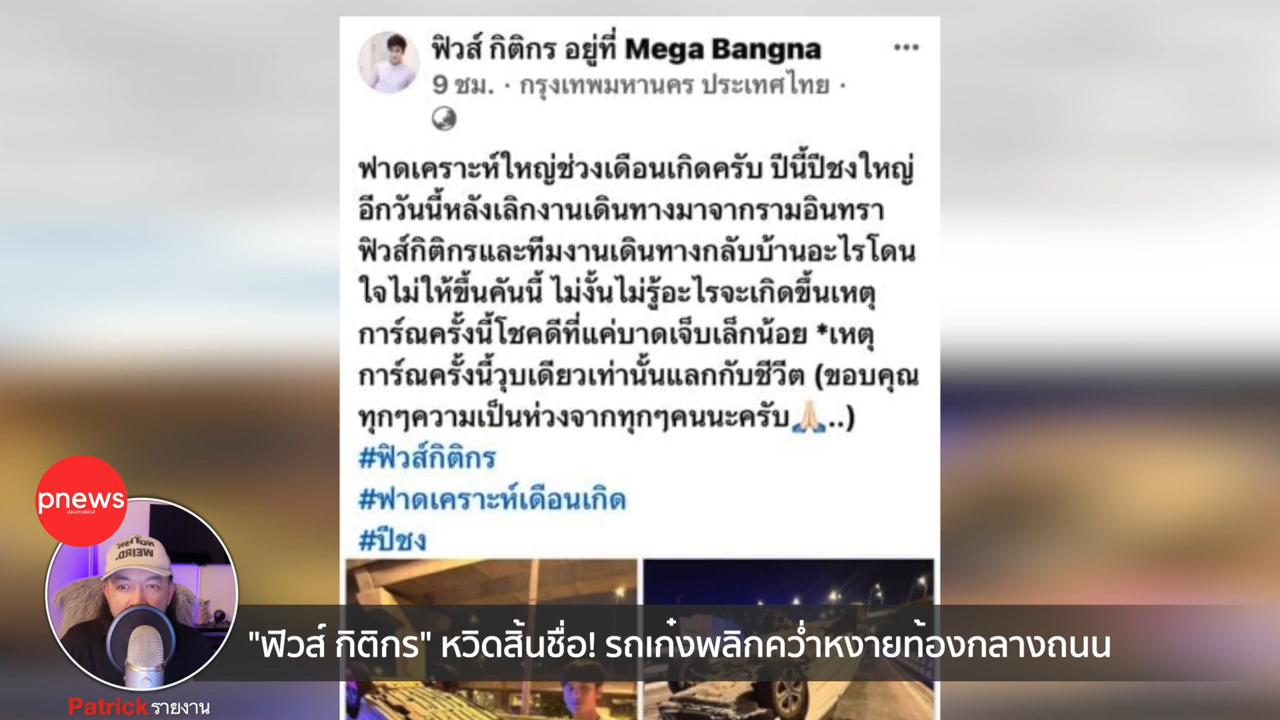 ฟิวส์ กิติกร อยู่ที่ Mega Bangna
9 ชม. · กรุงเทพมหานคร ประเทศไทย ·
ฟาดเคราะห์ใหญ่ช่วงเดือนเกิดครับ ปีนี้ปีชงใหญ่
อีกวันนี้หลังเลิกงานเดินทางมาจากรามอินทรา
ฟิวส์กิติกรและทีมงานเดินทางกลับบ้านอะไรโดน
ใจไม่ให้ขึ้นคันนี้ ไม่งั้นไม่รู้อะไรจะเกิดขึ้นเหตุ
การ์ณครั้งนี้โชคดีที่แค่บาดเจ็บเล็กน้อย *เหตุ
การ์ณครั้งนี้วุบเดียวเท่านั้นแลกกับชีวีต (ขอบคุณ
ทุกๆความเป็นห่วงจากทุกๆคนนะครับ🙏🏻..)
#ฟิวส์กิติกร
#ฟาดเคราะห์เดือนเกิด
#ปีชง
pnews
NOT WEIRD.
"ฟิวส์ กิติกร" หวิดสิ้นชื่อ! รถเก๋งพลิกคว่ำหงายท้องกลางถนน
Patrick รายงาน